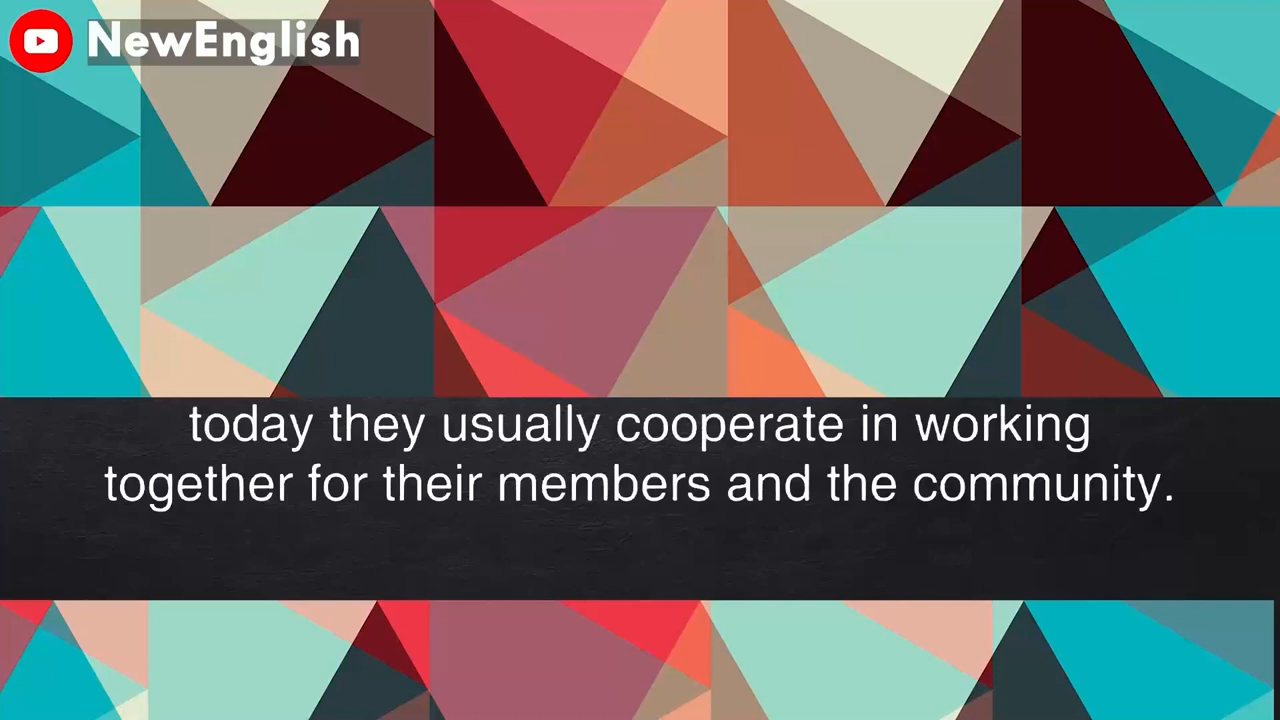 NewEnglish
today they usually cooperate in working
together for their members and the community.